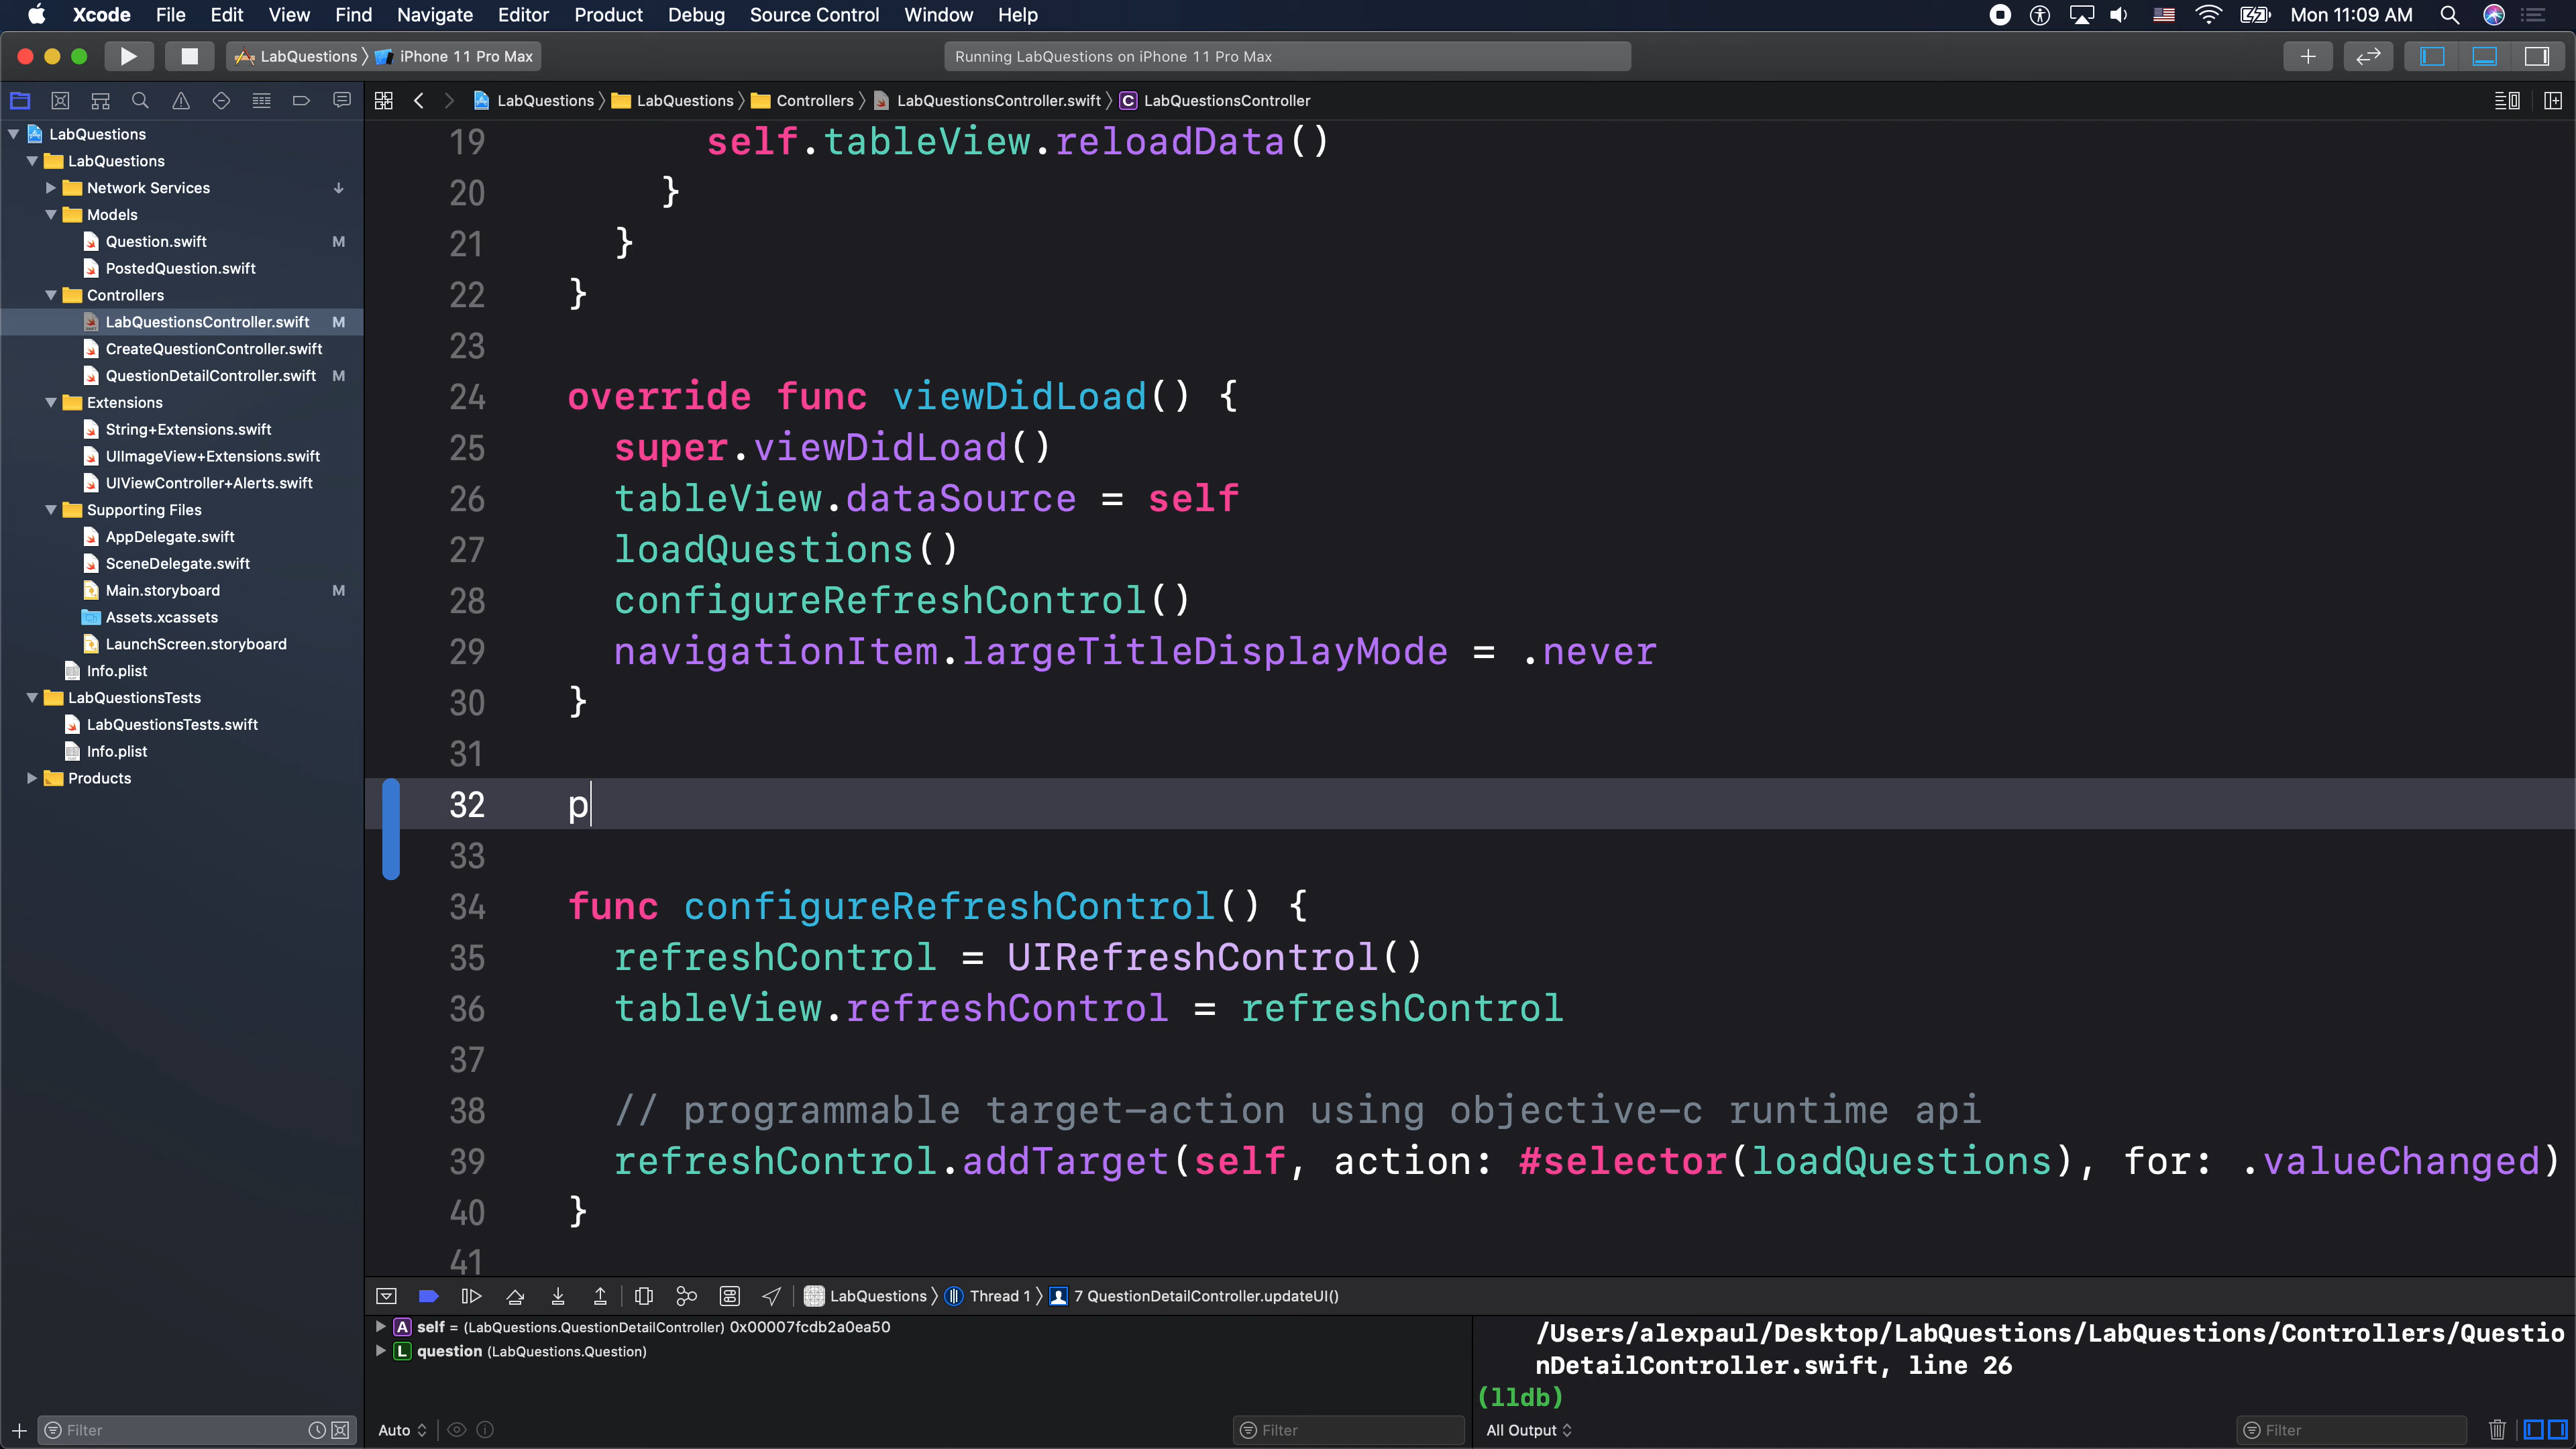 Xcode File Edit View Find Navigate Editor Product Debug Source Control Window Help Mon 11:09 AM
LabQuestions iPhone 11 Pro Max Running LabQuestions on iPhone 11 Pro Max
LabQuestions LabQuestions Controllers LabQuestionsController.swift C LabQuestionsController
LabQuestions
LabQuestions
Network Services
Models
Question.swift M
PostedQuestion.swift
Controllers
LabQuestionsController.swift M
CreateQuestionController.swift
QuestionDetailController.swift M
Extensions
String+Extensions.swift
UIImageView+Extensions.swift
UIViewController+Alerts.swift
Supporting Files
AppDelegate.swift
SceneDelegate.swift
Main.storyboard M
Assets.xcassets
LaunchScreen.storyboard
Info.plist
LabQuestionsTests
LabQuestionsTests.swift
Info.plist
Products
Filter
19 self.tableView.reloadData()
20 }
21 }
22 }
23
24 override func viewDidLoad() {
25 super.viewDidLoad()
26 tableView.dataSource = self
27 loadQuestions()
28 configureRefreshControl()
29 navigationItem.largeTitleDisplayMode = .never
30 }
31
32 p
33
34 func configureRefreshControl() {
35 refreshControl = UIRefreshControl()
36 tableView.refreshControl = refreshControl
37
38 // programmable target-action using objective-c runtime api
39 refreshControl.addTarget(self, action: #selector(loadQuestions), for: .valueChanged)
40 }
41
LabQuestions Thread 1 7 QuestionDetailController.updateUI()
A self = (LabQuestions.QuestionDetailController) 0x00007fcdb2a0ea50
L question (LabQuestions.Question)
Auto Filter
/Users/alexpaul/Desktop/LabQuestions/LabQuestions/Controllers/Questio
nDetailController.swift, line 26
(lldb)
All Output Filter